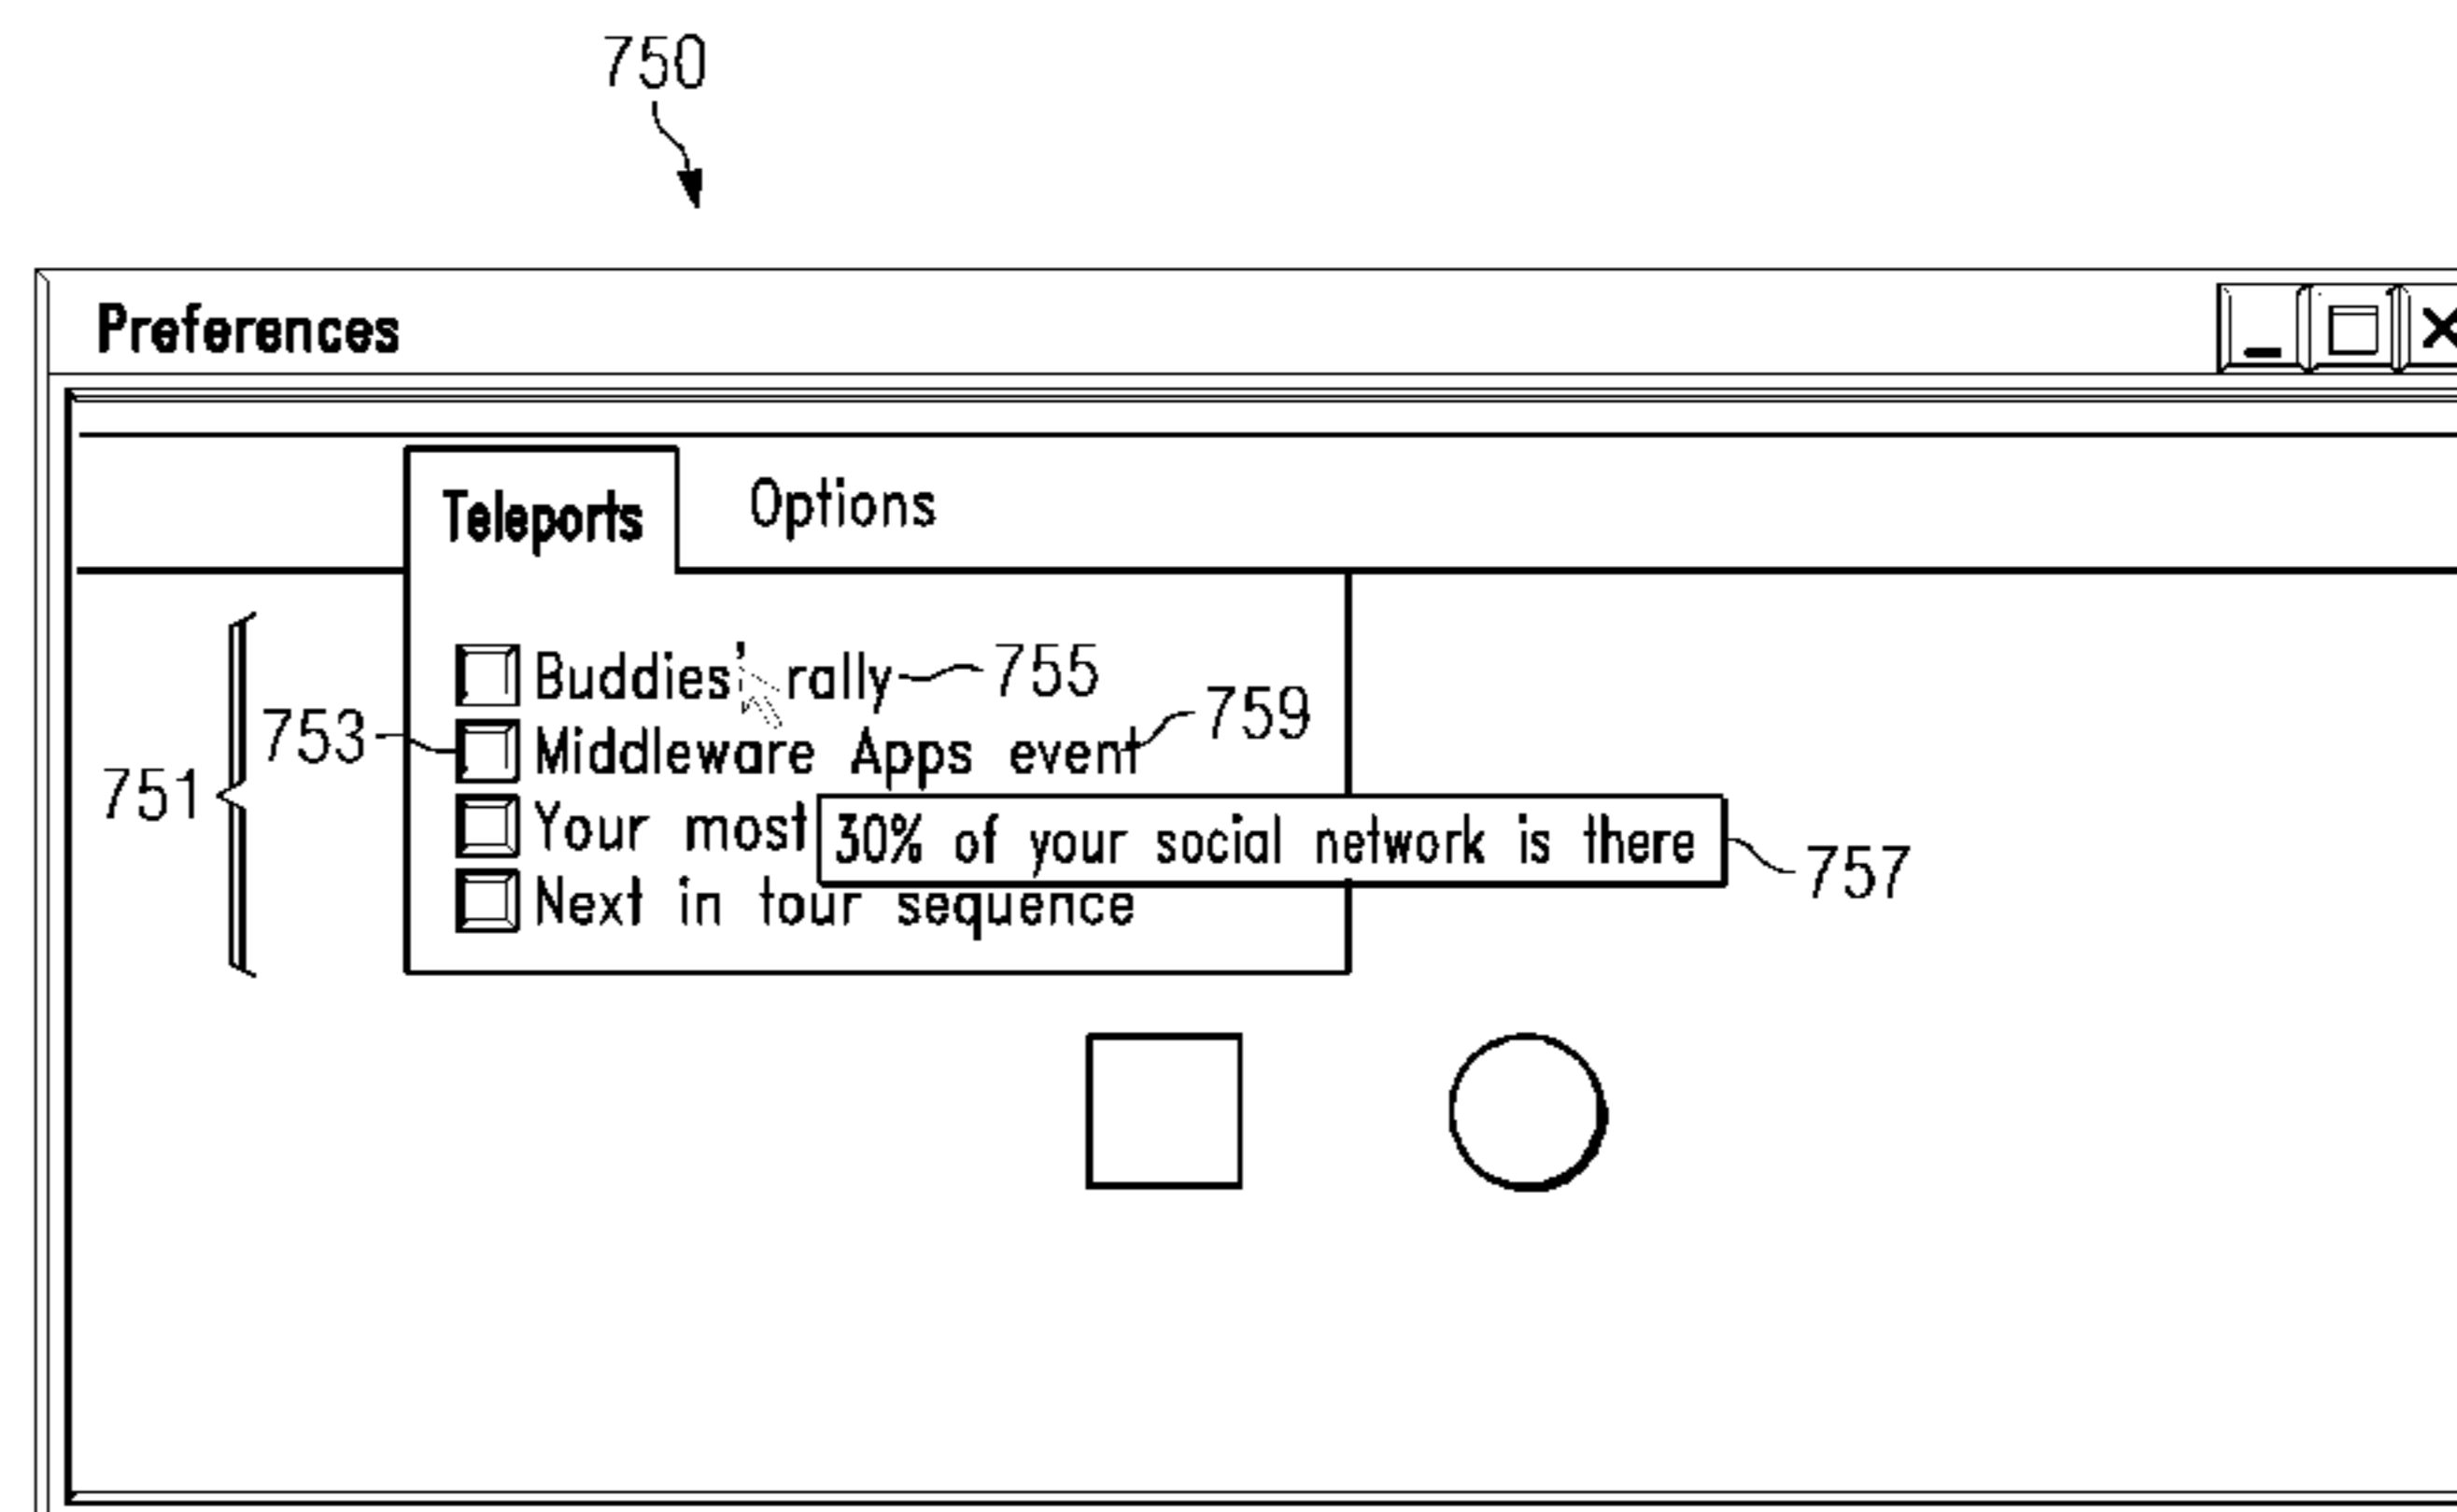 750
Preferences
Teleports Options
Buddies' rally 755
Middleware Apps event 759
753
751
Your most 30% of your social network is there 757
Next in tour sequence